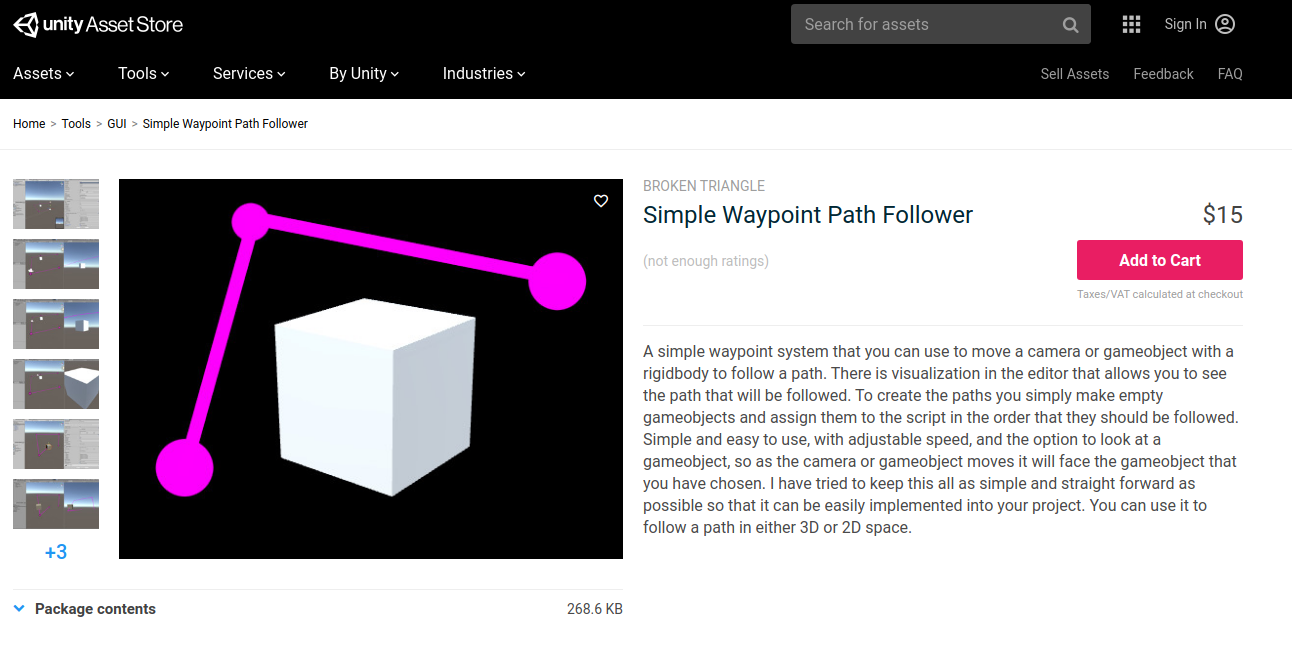 unity Asset Store
Search for assets
Sign In
Assets
Tools
Services
By Unity
Industries
Sell Assets
Feedback
FAQ
Home > Tools > GUI > Simple Waypoint Path Follower
+3
Package contents
268.6 KB
BROKEN TRIANGLE
Simple Waypoint Path Follower
$15
(not enough ratings)
Add to Cart
Taxes/VAT calculated at checkout
A simple waypoint system that you can use to move a camera or gameobject with a
rigidbody to follow a path. There is visualization in the editor that allows you to see
the path that will be followed. To create the paths you simply make empty
gameobjects and assign them to the script in the order that they should be followed.
Simple and easy to use, with adjustable speed, and the option to look at a
gameobject, so as the camera or gameobject moves it will face the gameobject that
you have chosen. I have tried to keep this all as simple and straight forward as
possible so that it can be easily implemented into your project. You can use it to
follow a path in either 3D or 2D space.